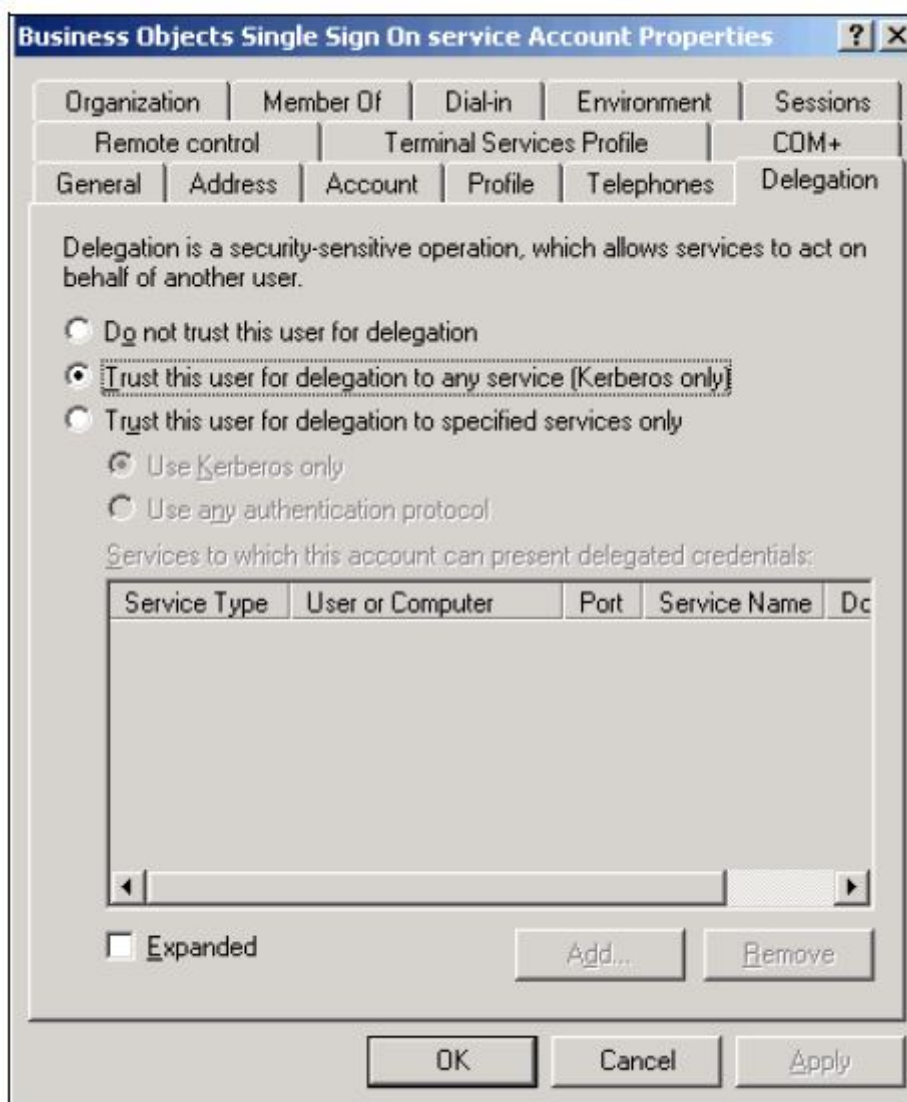 Business Objects Single Sign On service Account Properties
Organization Member Of Dial-in Environment Sessions
Remote control Terminal Services Profile COM+
General Address Account Profile Telephones Delegation
Delegation is a security-sensitive operation, which allows services to act on
behalf of another user.
Do not trust this user for delegation
Trust this user for delegation to any service (Kerberos only)
Trust this user for delegation to specified services only
Use Kerberos only
Use any authentication protocol
Services to which this account can present delegated credentials:
Service Type User or Computer Port Service Name Dc
Expanded Add... Remove
OK Cancel Apply